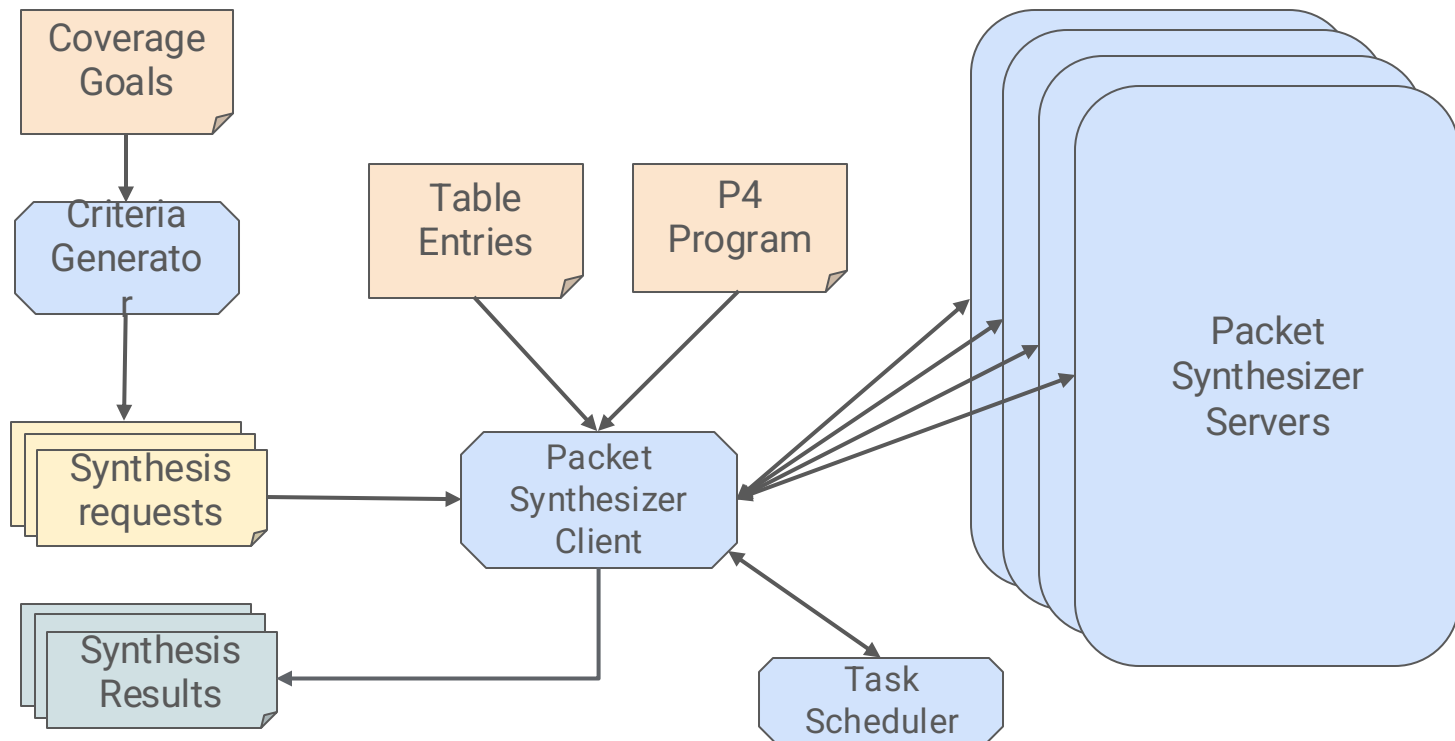 Coverage
Goals
Criteria
Generato
r
Table
Entries
P4
Program
Packet
Synthesizer
Servers
Synthesis
requests
Packet
Synthesizer
Client
Synthesis
Results
Task
Scheduler